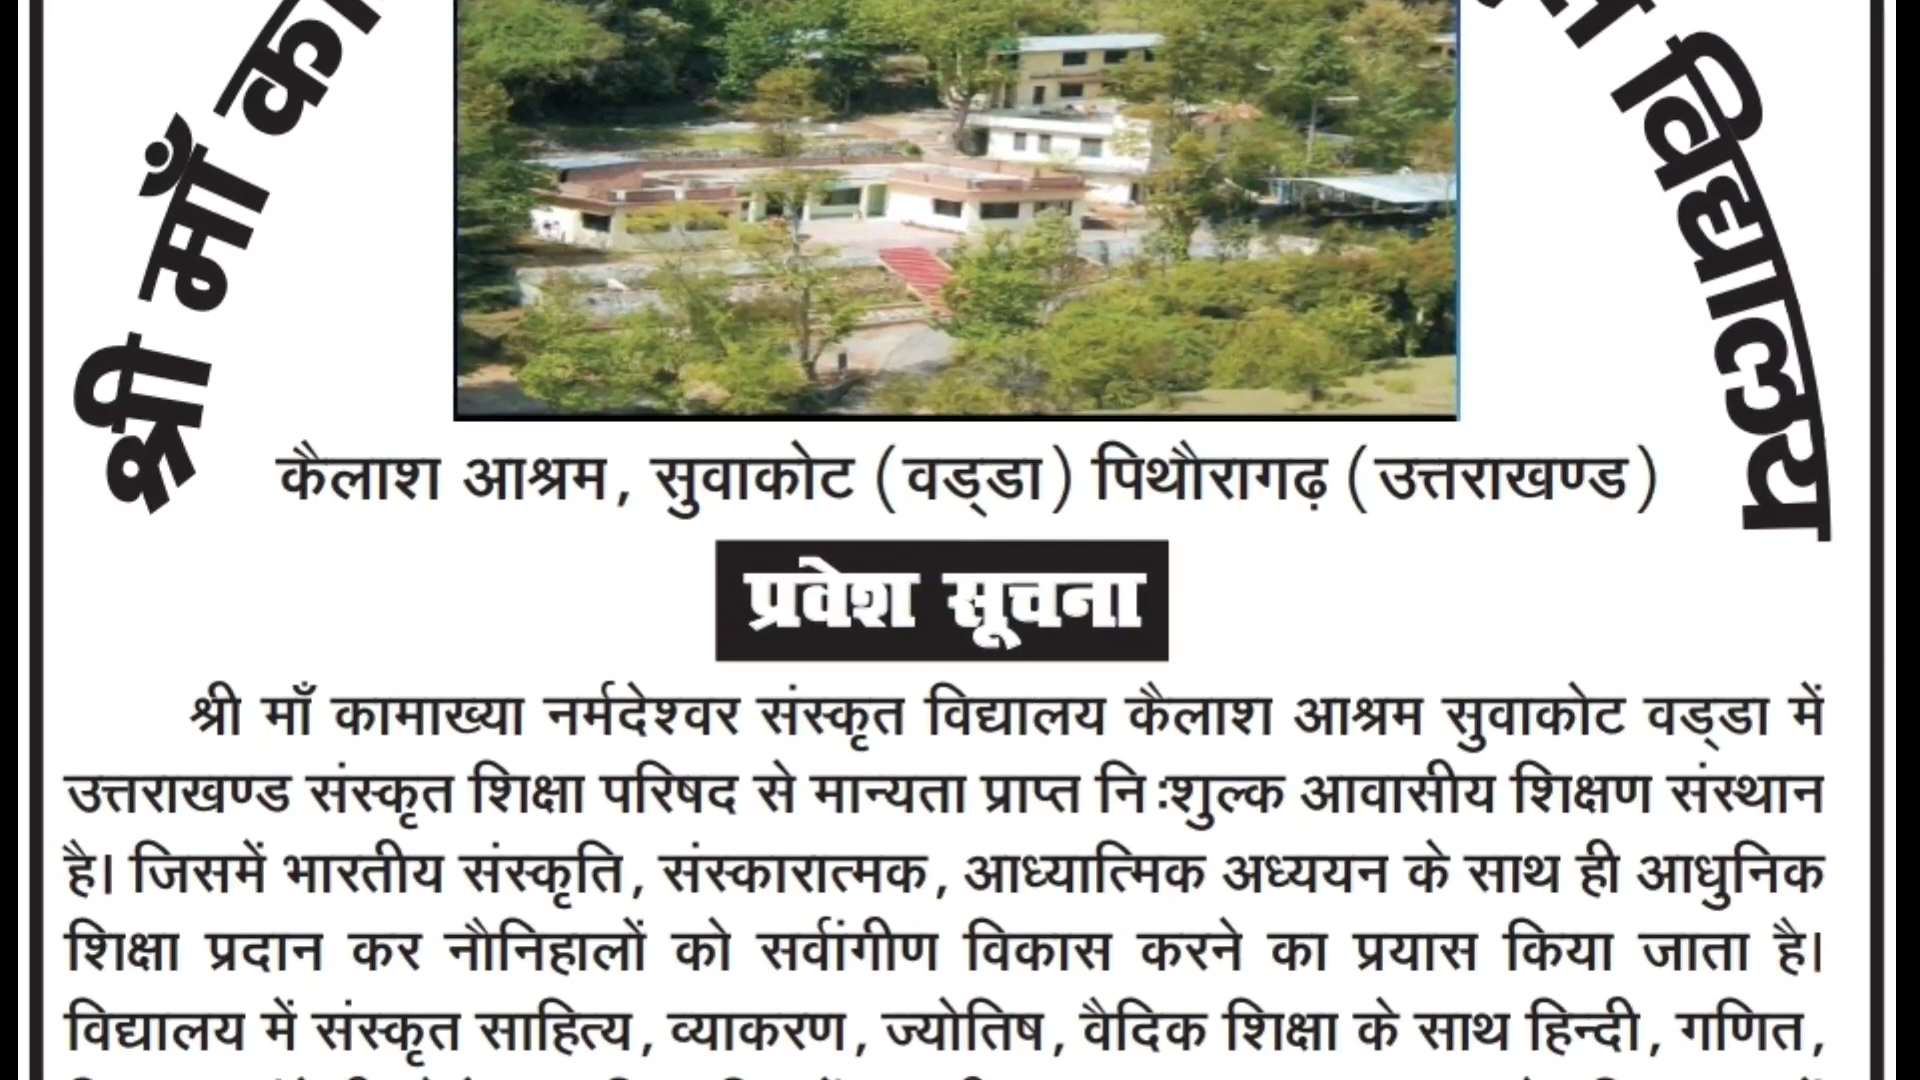 श्री माँ
विद्यालय
कैलाश आश्रम, सुवाकोट (वड्डा) पिथौरागढ़ (उत्तराखण्ड)
प्रवेश सूचना
श्री माँ कामाख्या नर्मदेश्वर संस्कृत विद्यालय कैलाश आश्रम सुवाकोट वड्डा में
उत्तराखण्ड संस्कृत शिक्षा परिषद से मान्यता प्राप्त निःशुल्क आवासीय शिक्षण संस्थान
है। जिसमें भारतीय संस्कृति, संस्कारात्मक, आध्यात्मिक अध्ययन के साथ ही आधुनिक
शिक्षा प्रदान कर नौनिहालों को सर्वांगीण विकास करने का प्रयास किया जाता है।
विद्यालय में संस्कृत साहित्य, व्याकरण, ज्योतिष, वैदिक शिक्षा के साथ हिन्दी, गणित,